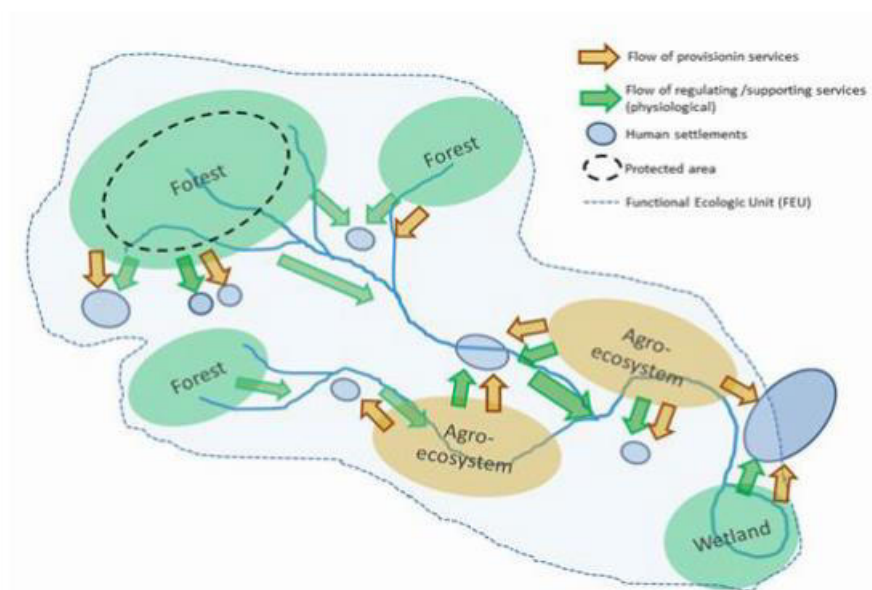 Flow of provisionin services
Flow of regulating /supporting services
(physiological)
Human settlements
Protected area
Functional Ecologic Unit (FEU)
Forest
Forest
Agro-
ecosystem
Forest
Agro-
ecosystem
Wetland